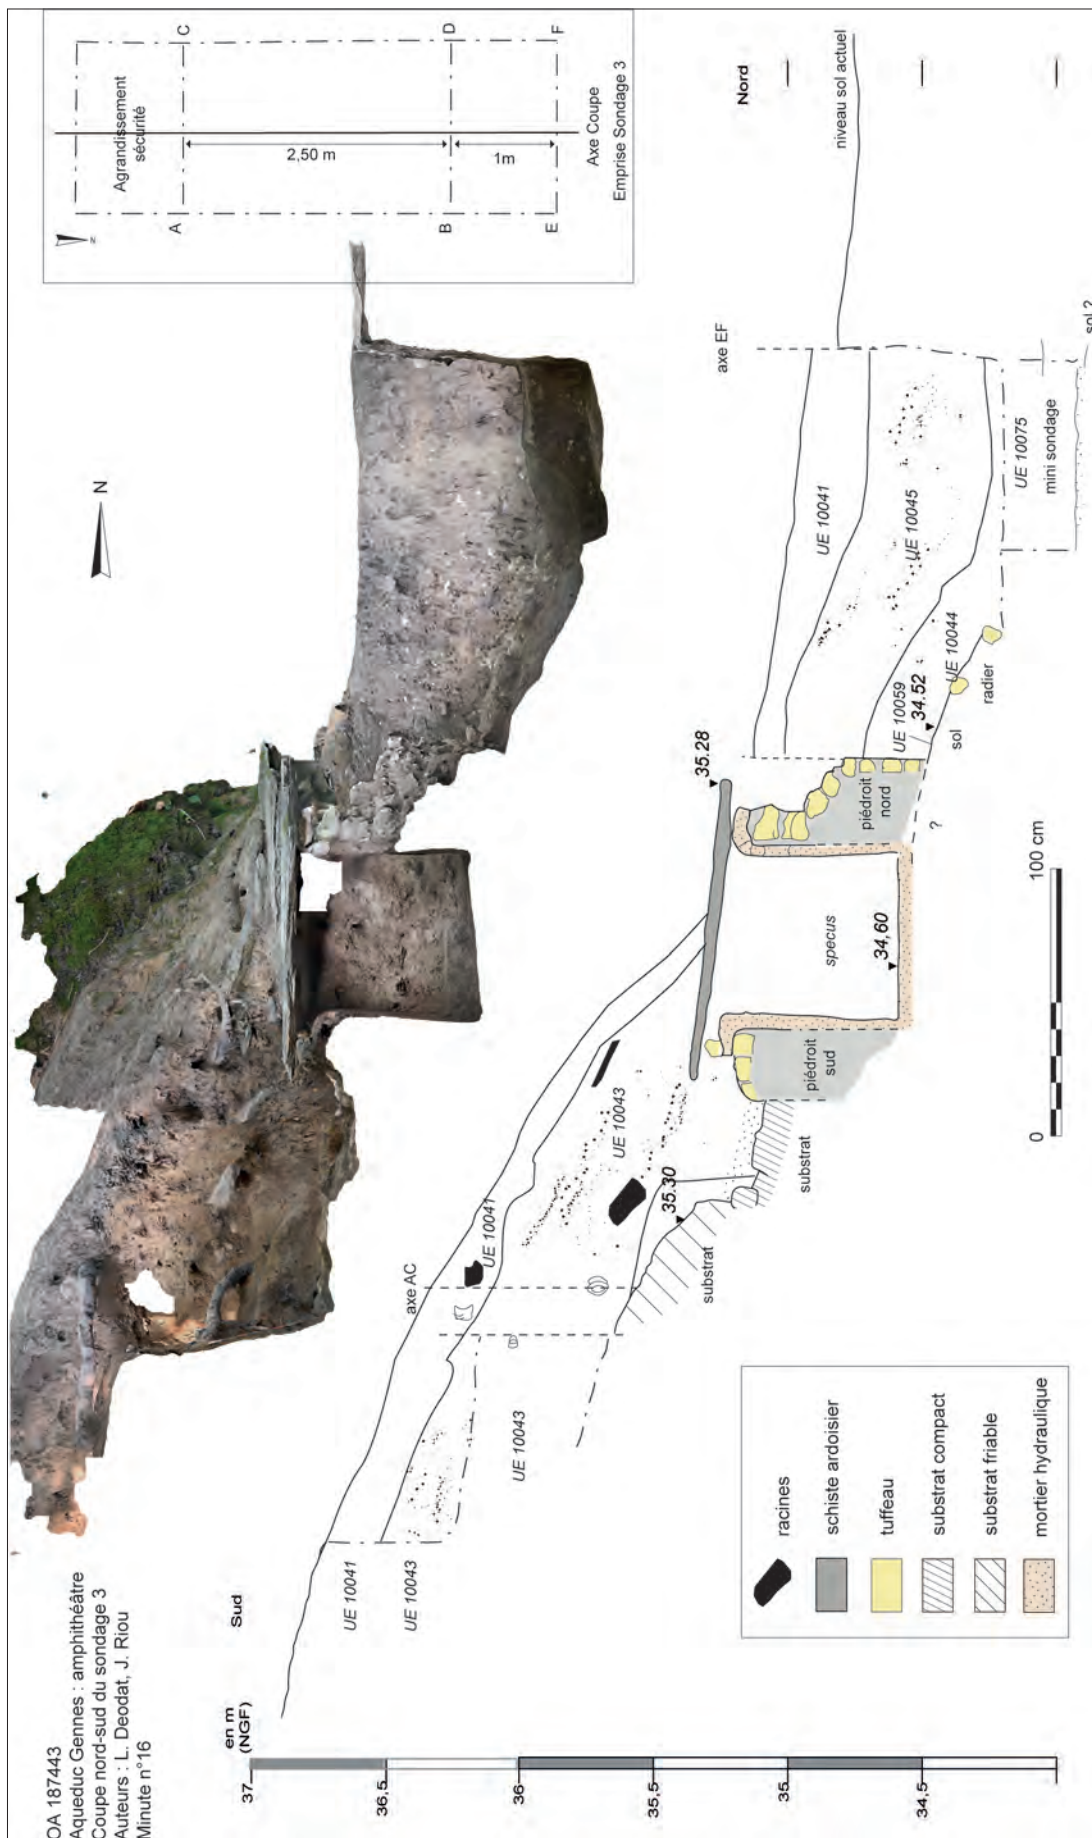 OA 187443
Aqueduc Gennes : amphithéâtre
Coupe nord-sud du sondage 3
Auteurs : L. Deodat, J. Riou
Minute n°16
N
A
C
B
D
E
F
Agrandissement
sécurité
2,50 m
1m
Axe Coupe
Emprise Sondage 3
N
en m
(NGF)
37
36.5
36
35.5
35
34.5
Sud
Nord
UE 10041
UE 10043
UE 10043
axe AC
UE 10041
UE 10043
35.30
substrat
substrat
piédroit
sud
specus
34,60
35.28
piédroit
nord
?
UE 10059
34.52
sol
UE 10044
radier
UE 10041
UE 10045
axe EF
niveau sol actuel
UE 10075
mini sondage
sol 2
racines
schiste ardoisier
tuffeau
substrat compact
substrat friable
mortier hydraulique
0
100 cm